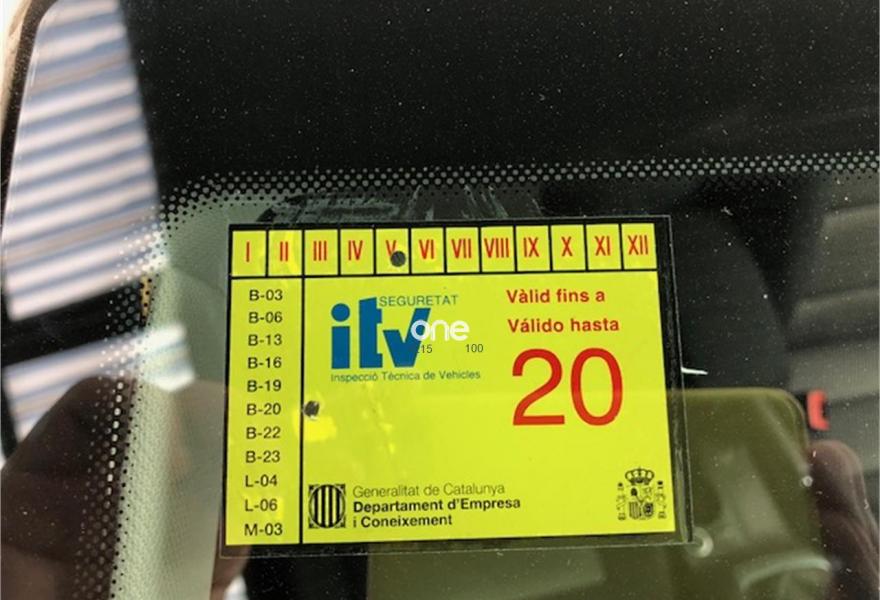 I II III IV V VI VII VIII IX X XI XII
B-03
B-06
B-13
B-16
B-19
B-20
B-22
B-23
L-04
L-06
M-03
SEGURETAT
itv
one
15 100
Inspecció Tècnica de Vehicles
Vàlid fins a
Válido hasta
20
Generalitat de Catalunya
Departament d'Empresa
i Coneixement